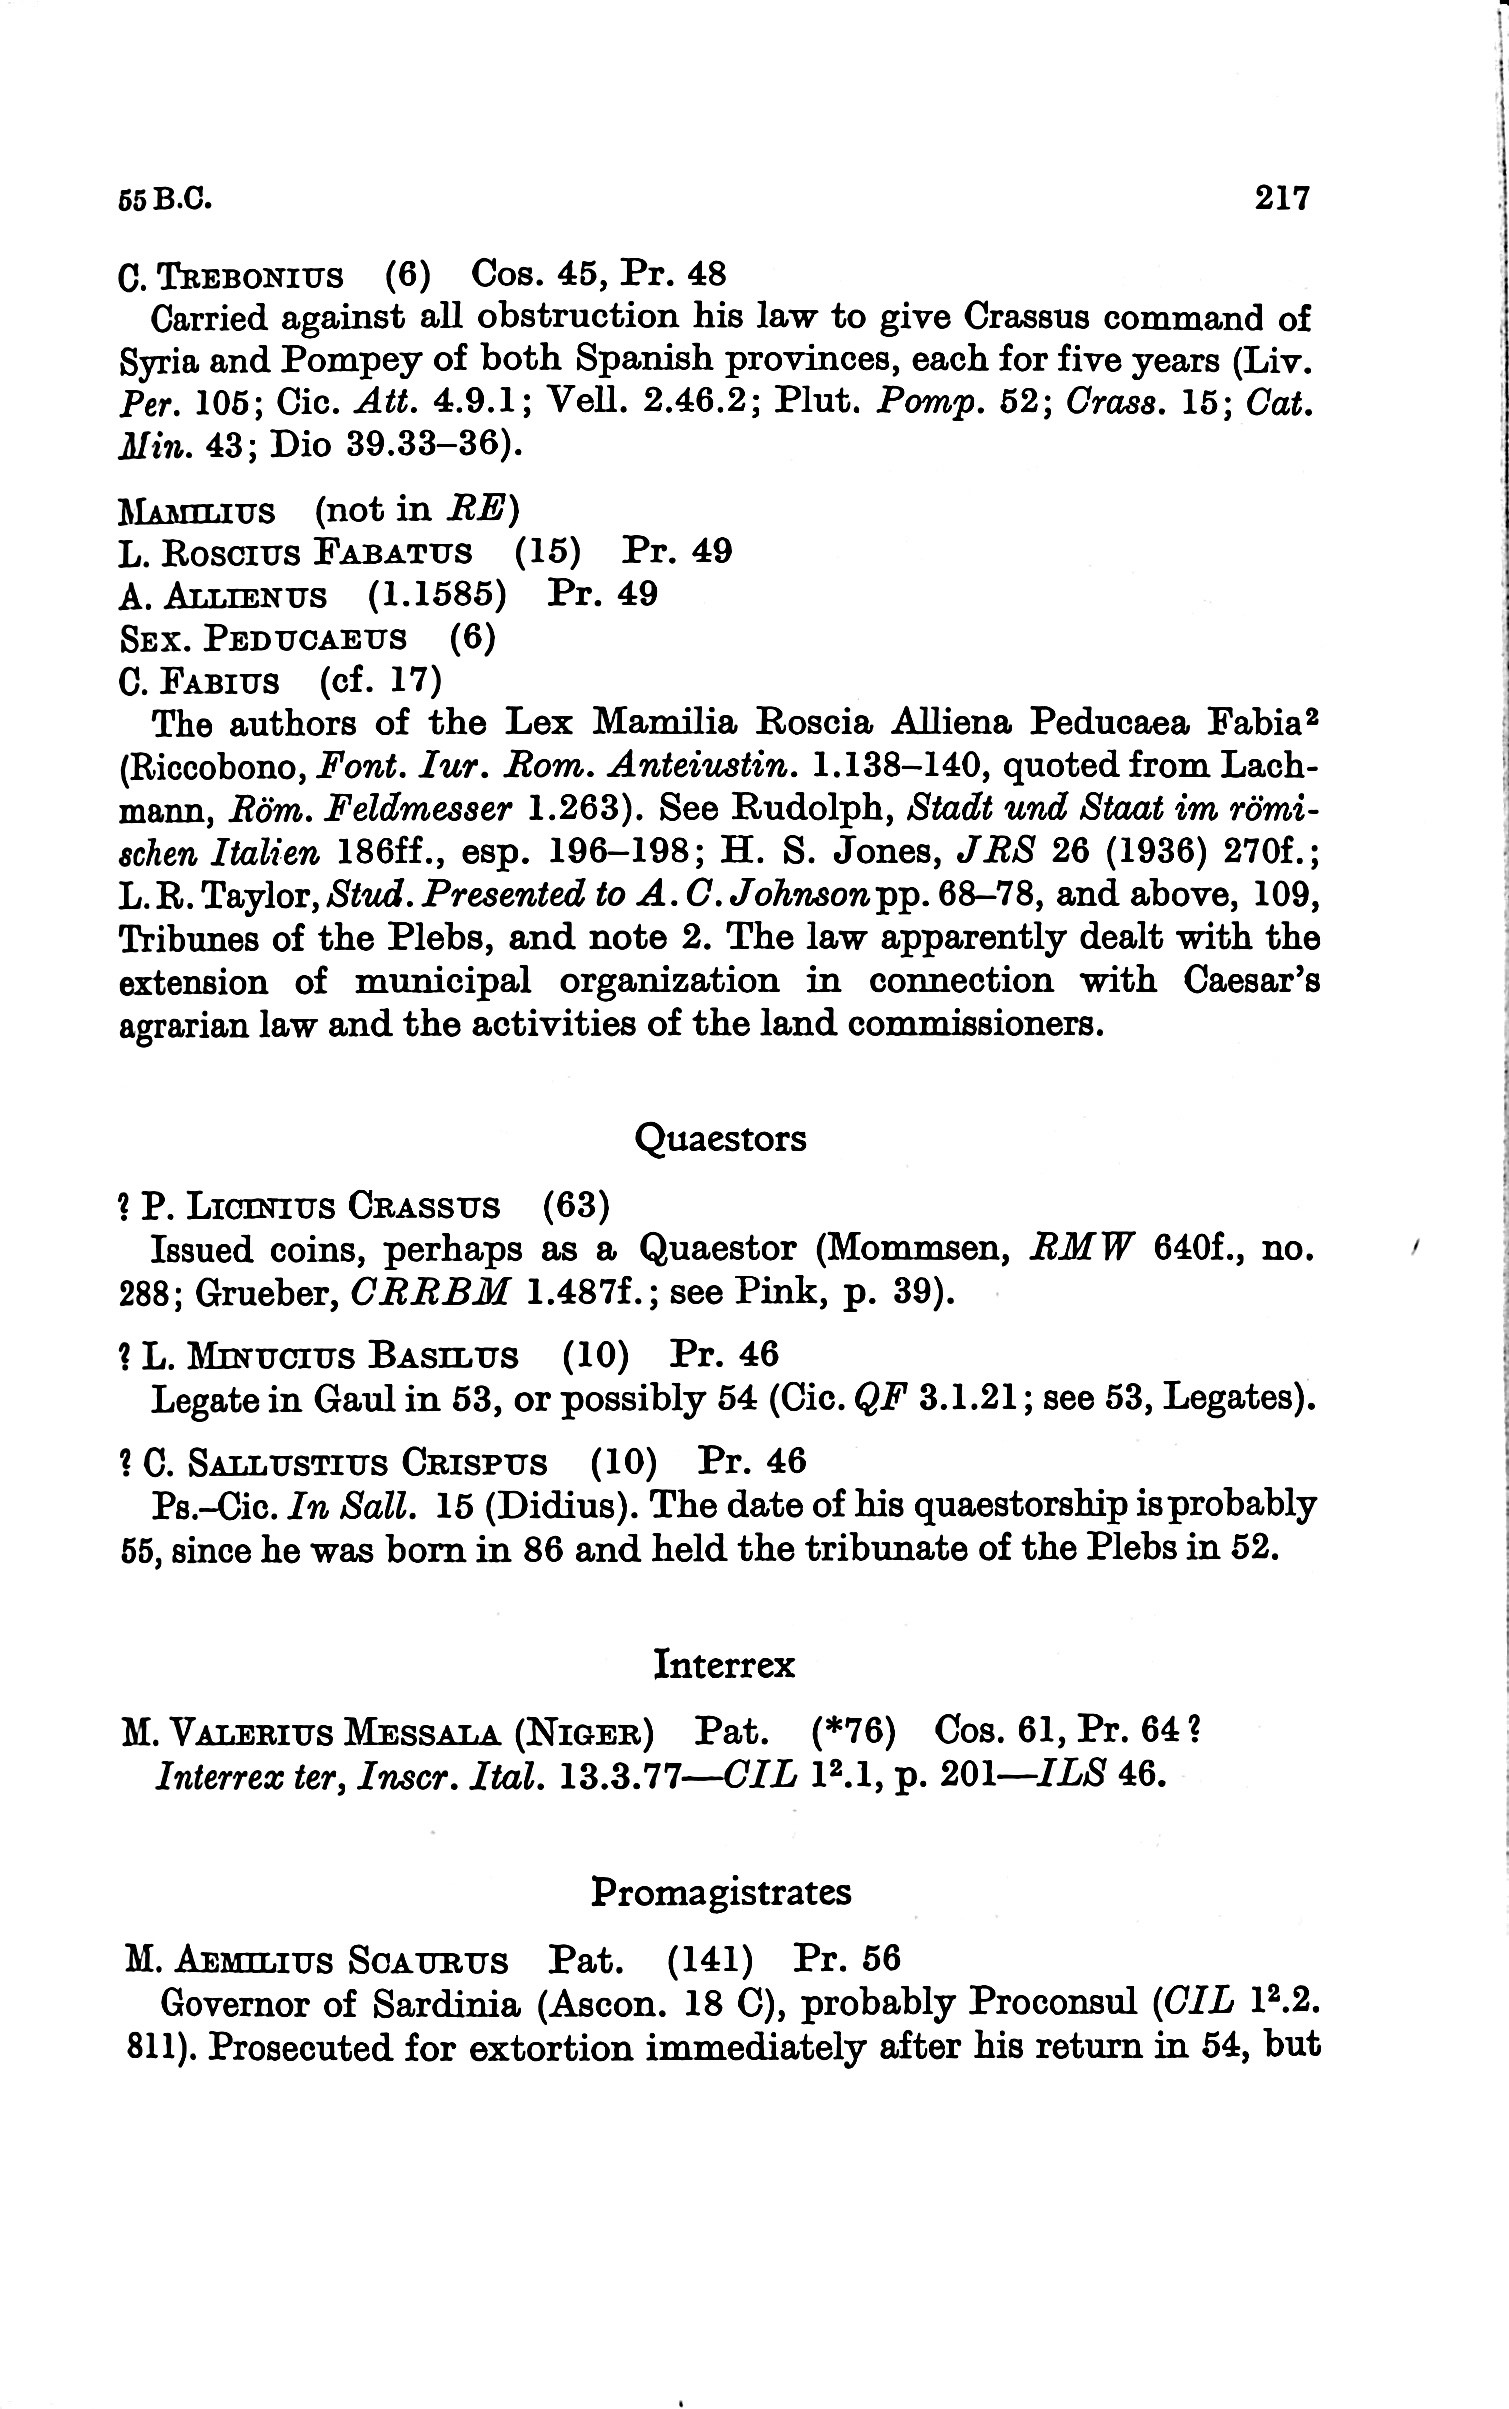 55 B.C. 217
C. TREBONIUS (6) Cos. 45, Pr. 48
Carried against all obstruction his law to give Crassus command of
Syria and Pompey of both Spanish provinces, each for five years (Liv.
Per. 105; Cic. Att. 4.9.1; Vell. 2.46.2; Plut. Pomp. 52; Crass. 15; Cat.
Min. 43; Dio 39.33–36).
MAMILIUS (not in RE)
L. ROSCIUS FABATUS (15) Pr. 49
A. ALLIENUS (1.1585) Pr. 49
SEX. PEDUCAEUS (6)
C. FABIUS (cf. 17)
The authors of the Lex Mamilia Roscia Alliena Peducaea Fabia²
(Riccobono, Font. Iur. Rom. Anteiustin. 1.138–140, quoted from Lach-
mann, Röm. Feldmesser 1.263). See Rudolph, Stadt und Staat im römi-
schen Italien 186ff., esp. 196–198; H. S. Jones, JRS 26 (1936) 270f.;
L.R. Taylor, Stud. Presented to A. C. Johnson pp. 68–78, and above, 109,
Tribunes of the Plebs, and note 2. The law apparently dealt with the
extension of municipal organization in connection with Caesar's
agrarian law and the activities of the land commissioners.
Quaestors
? P. LICINIUS CRASSUS (63)
Issued coins, perhaps as a Quaestor (Mommsen, RMW 640f., no.
288; Grueber, CRRBM 1.487f.; see Pink, p. 39).
? L. MINUCIUS BASILUS (10) Pr. 46
Legate in Gaul in 53, or possibly 54 (Cic. QF 3.1.21; see 53, Legates).
? C. SALLUSTIUS CRISPUS (10) Pr. 46
Ps.–Cic. In Sall. 15 (Didius). The date of his quaestorship is probably
55, since he was born in 86 and held the tribunate of the Plebs in 52.
Interrex
M. VALERIUS MESSALA (NIGER) Pat. (*76) Cos. 61, Pr. 64?
Interrex ter, Inscr. Ital. 13.3.77—CIL 1².1, p. 201—ILS 46.
Promagistrates
M. AEMILIUS SCAURUS Pat. (141) Pr. 56
Governor of Sardinia (Ascon. 18 C), probably Proconsul (CIL 1².2.
811). Prosecuted for extortion immediately after his return in 54, but